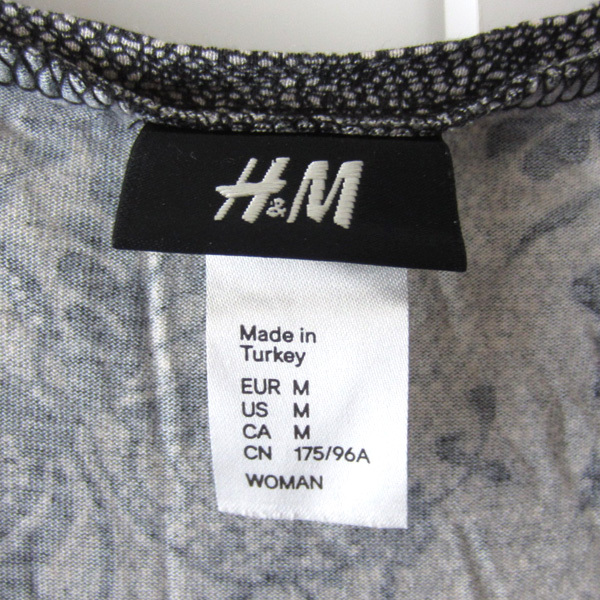 H&M
Made in
Turkey
EUR M
US M
CA M
CN 175/96A
WOMAN